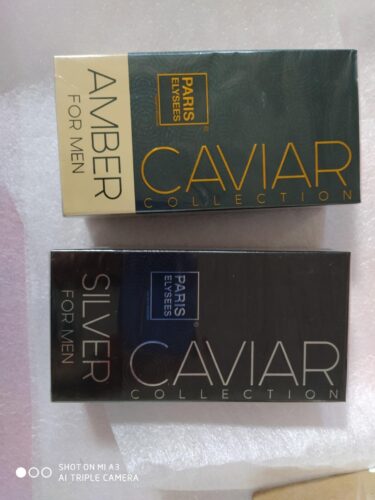 AMBER
FOR MEN
PARIS
ELYSEES
®
CAVIAR
COLLECTION
SILVER
FOR MEN
PARIS
ELYSEES
®
CAVIAR
COLLECTION
SHOT ON MI A3
AI TRIPLE CAMERA